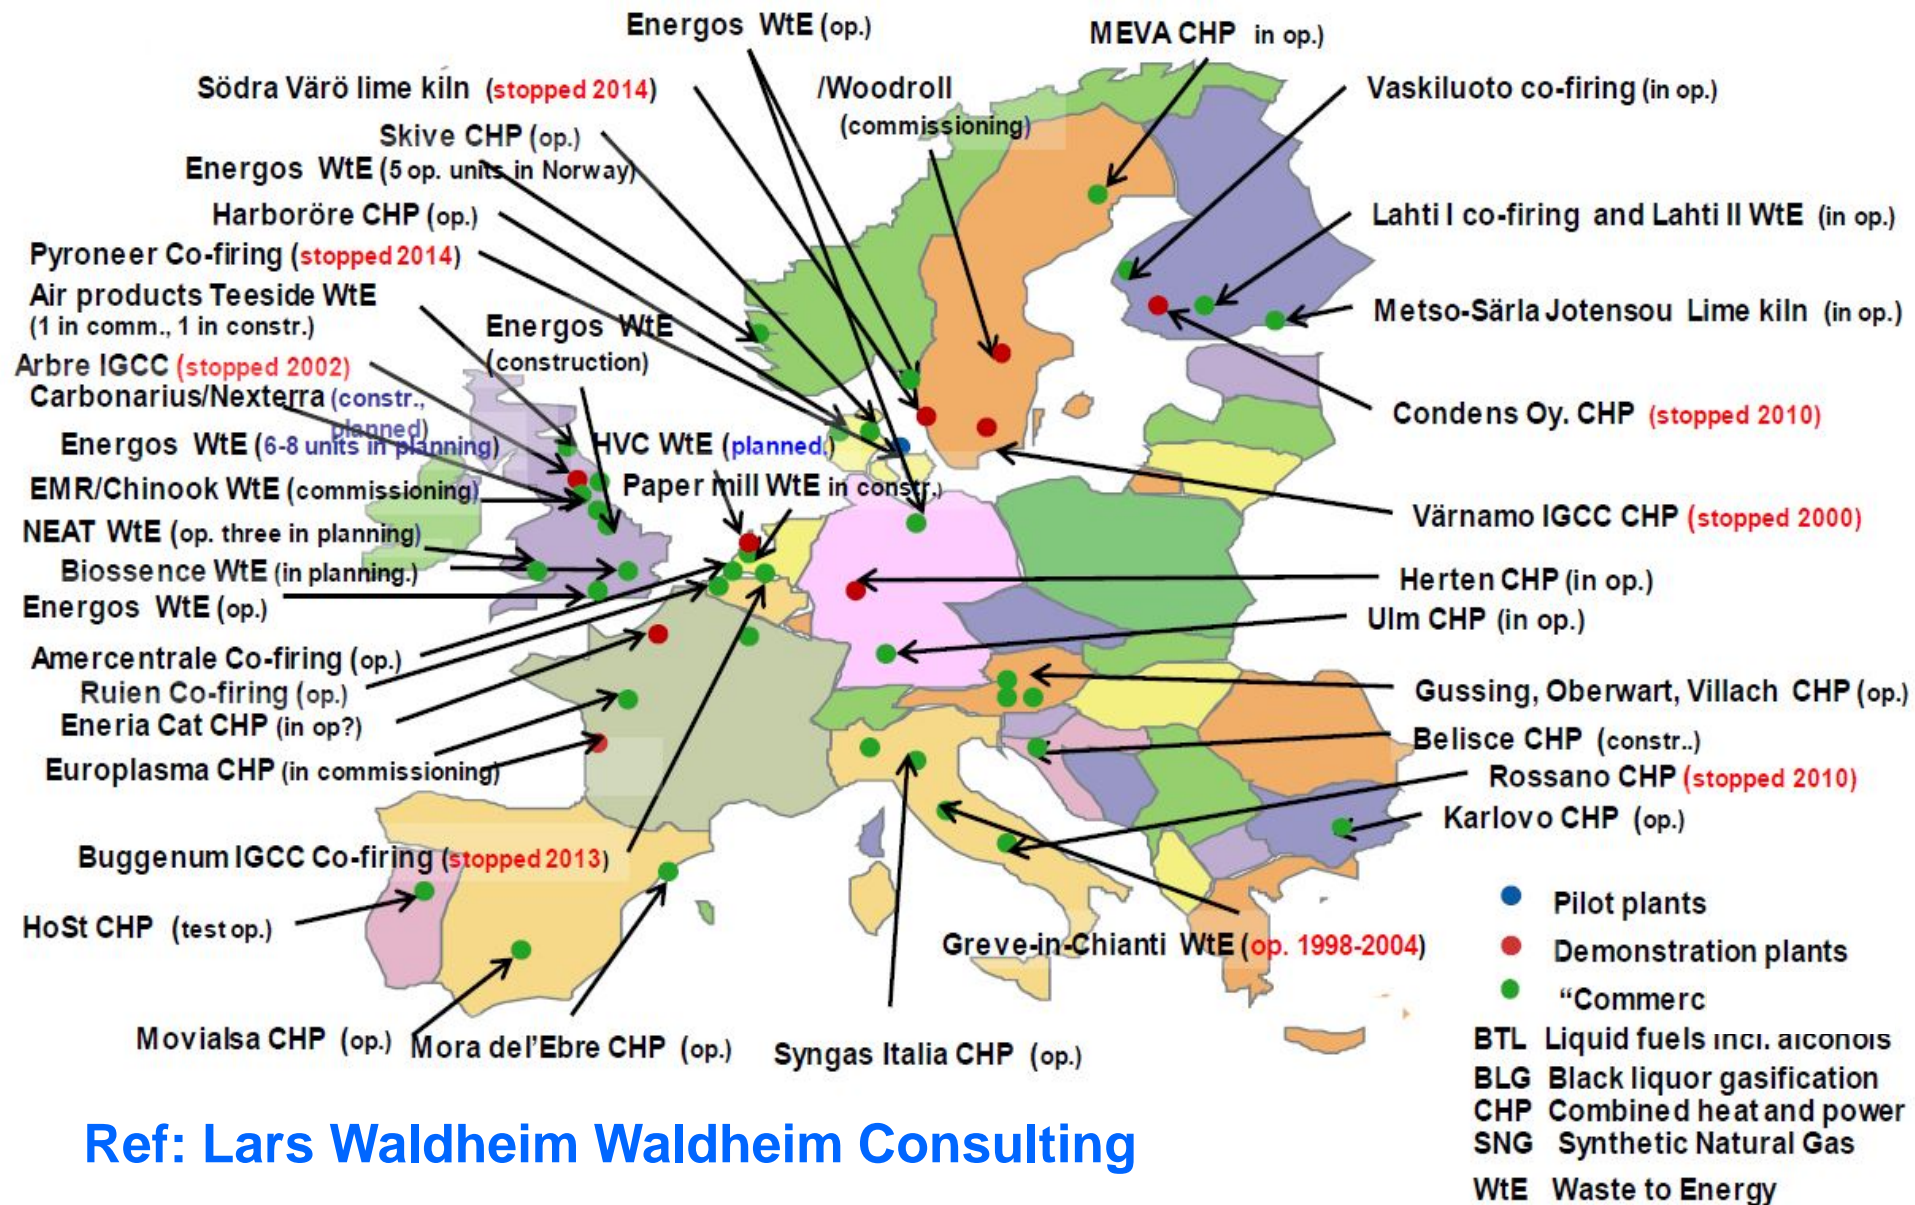 Energos WtE (op.)
MEVA CHP in op.)
Södra Värö lime kiln (stopped 2014)
/Woodroll
(commissioning)
Vaskiluoto co-firing (in op.)
Skive CHP (op.)
Energos WtE (5 op. units in Norway)
Harboröre CHP (op.)
Lahti I co-firing and Lahti II WtE (in op.)
Pyroneer Co-firing (stopped 2014)
Air products Teeside WtE
(1 in comm., 1 in constr.)
Energos WtE
(construction)
Metso-Särla Jotensou Lime kiln (in op.)
Arbre IGCC (stopped 2002)
Carbonarius/Nexterra (constr.,
planned)
Condens Oy. CHP (stopped 2010)
Energos WtE (6-8 units in planning)
HVC WtE (planned.)
EMR/Chinook WtE (commissioning)
Paper mill WtE in constr.)
Värnamo IGCC CHP (stopped 2000)
NEAT WtE (op. three in planning)
Biossence WtE (in planning.)
Herten CHP (in op.)
Energos WtE (op.)
Ulm CHP (in op.)
Amercentrale Co-firing (op.)
Ruien Co-firing (op.)
Gussing, Oberwart, Villach CHP (op.)
Eneria Cat CHP (in op?)
Belisce CHP (constr..)
Europlasma CHP (in commissioning)
Rossano CHP (stopped 2010)
Karlovo CHP (op.)
Buggenum IGCC Co-firing (stopped 2013)
HoSt CHP (test op.)
Greve-in-Chianti WtE (op. 1998-2004)
Movialsa CHP (op.)
Mora del'Ebre CHP (op.)
Syngas Italia CHP (op.)
Pilot plants
Demonstration plants
“Commerc
BTL Liquid fuels incl. alcohols
BLG Black liquor gasification
CHP Combined heat and power
SNG Synthetic Natural Gas
WtE Waste to Energy
Ref: Lars Waldheim Waldheim Consulting